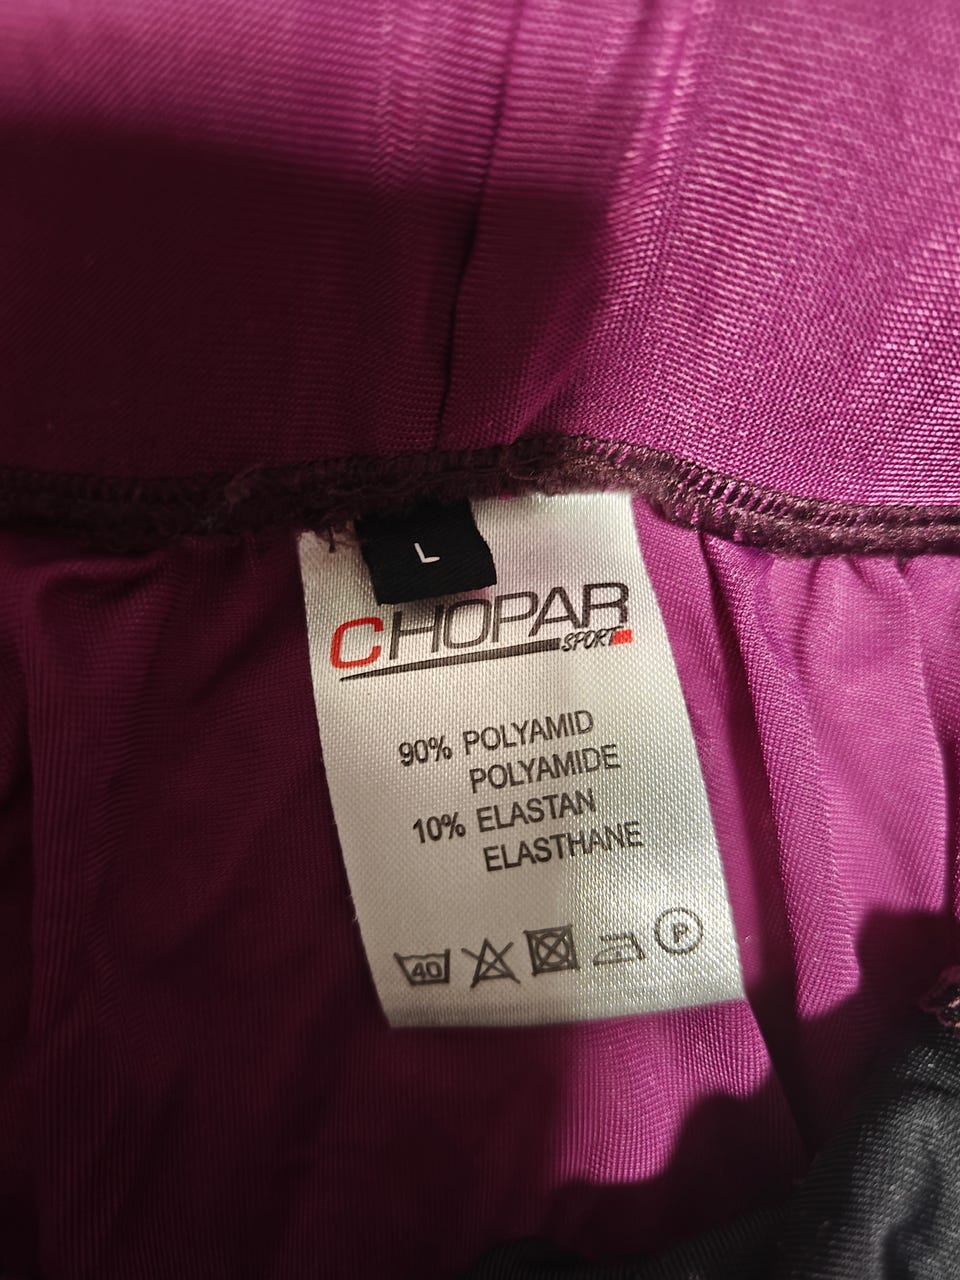 L
CHOPAR
SPORT
90% POLYAMID
POLYAMIDE
10% ELASTAN
ELASTHANE
40 P